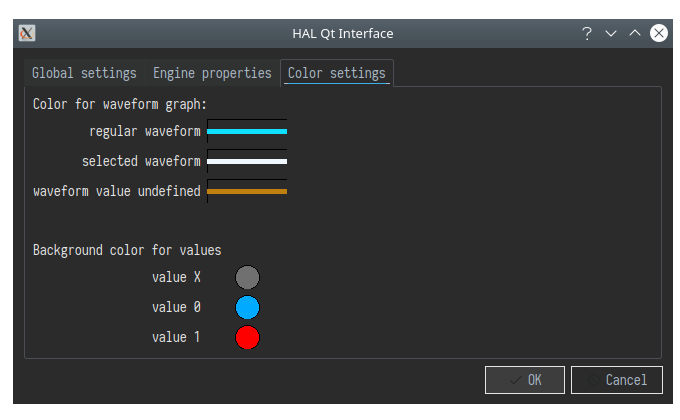 HAL Qt Interface
Global settings Engine properties Color settings
Color for waveform graph:
regular waveform
selected waveform
waveform value undefined
Background color for values
value X
value 0
value 1
OK Cancel